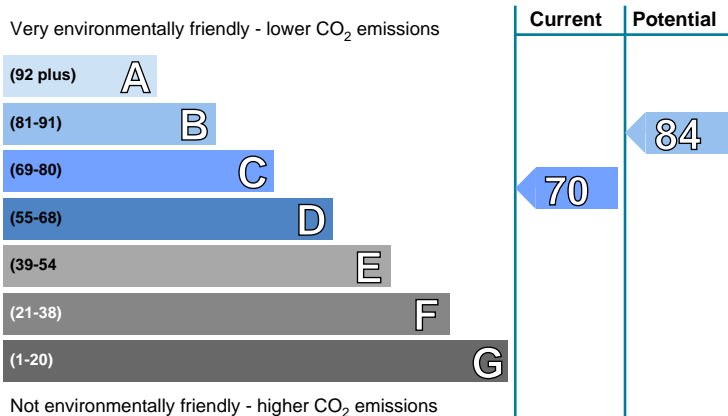 Very environmentally friendly - lower CO2 emissions
Current
Potential
(92 plus) A
(81-91) B
(69-80) C
(55-68) D
(39-54 E
(21-38) F
(1-20) G
84
70
Not environmentally friendly - higher CO2 emissions